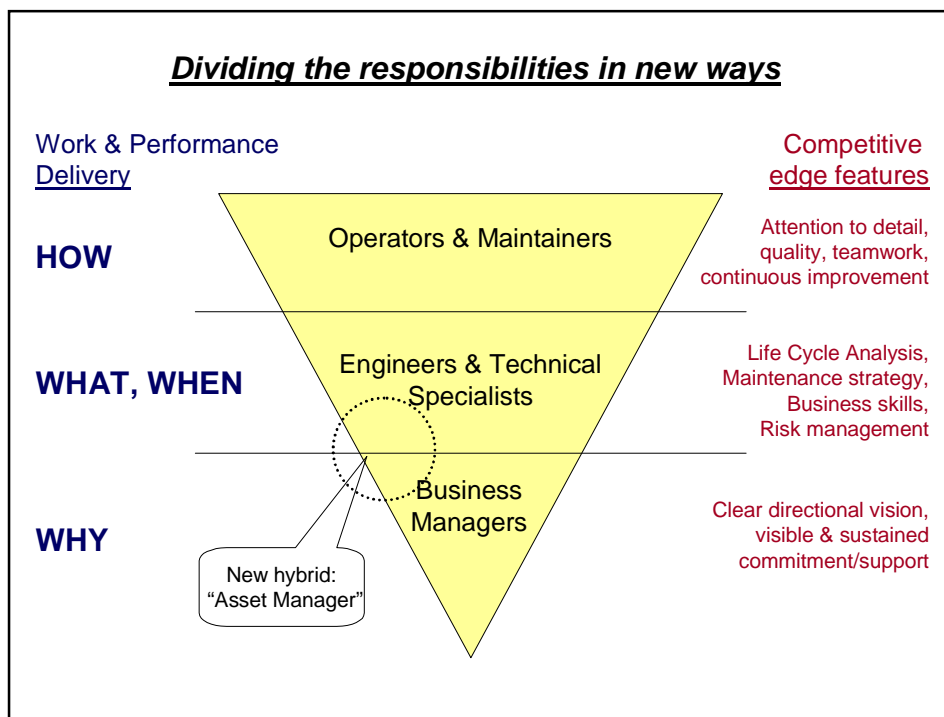 Dividing the responsibilities in new ways
Work & Performance
Delivery
Competitive
edge features
HOW
Operators & Maintainers
Attention to detail,
quality, teamwork,
continuous improvement
WHAT, WHEN
Engineers & Technical
Specialists
Life Cycle Analysis,
Maintenance strategy,
Business skills,
Risk management
WHY
Business
Managers
Clear directional vision,
visible & sustained
commitment/support
New hybrid:
“Asset Manager”